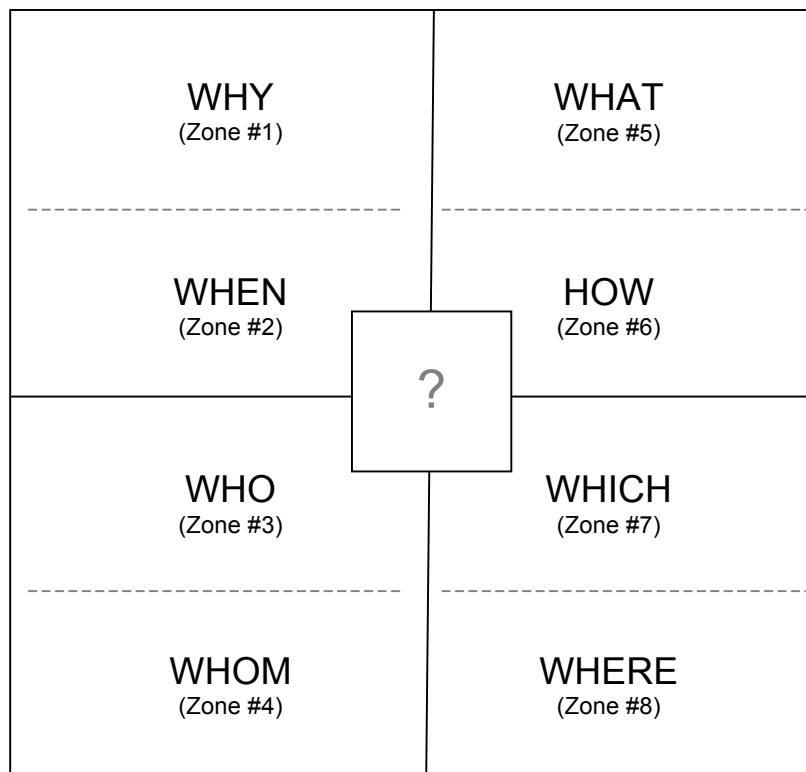 WHY
(Zone #1)
WHEN
(Zone #2)
WHO
(Zone #3)
WHOM
(Zone #4)
WHAT
(Zone #5)
HOW
(Zone #6)
WHICH
(Zone #7)
WHERE
(Zone #8)
?